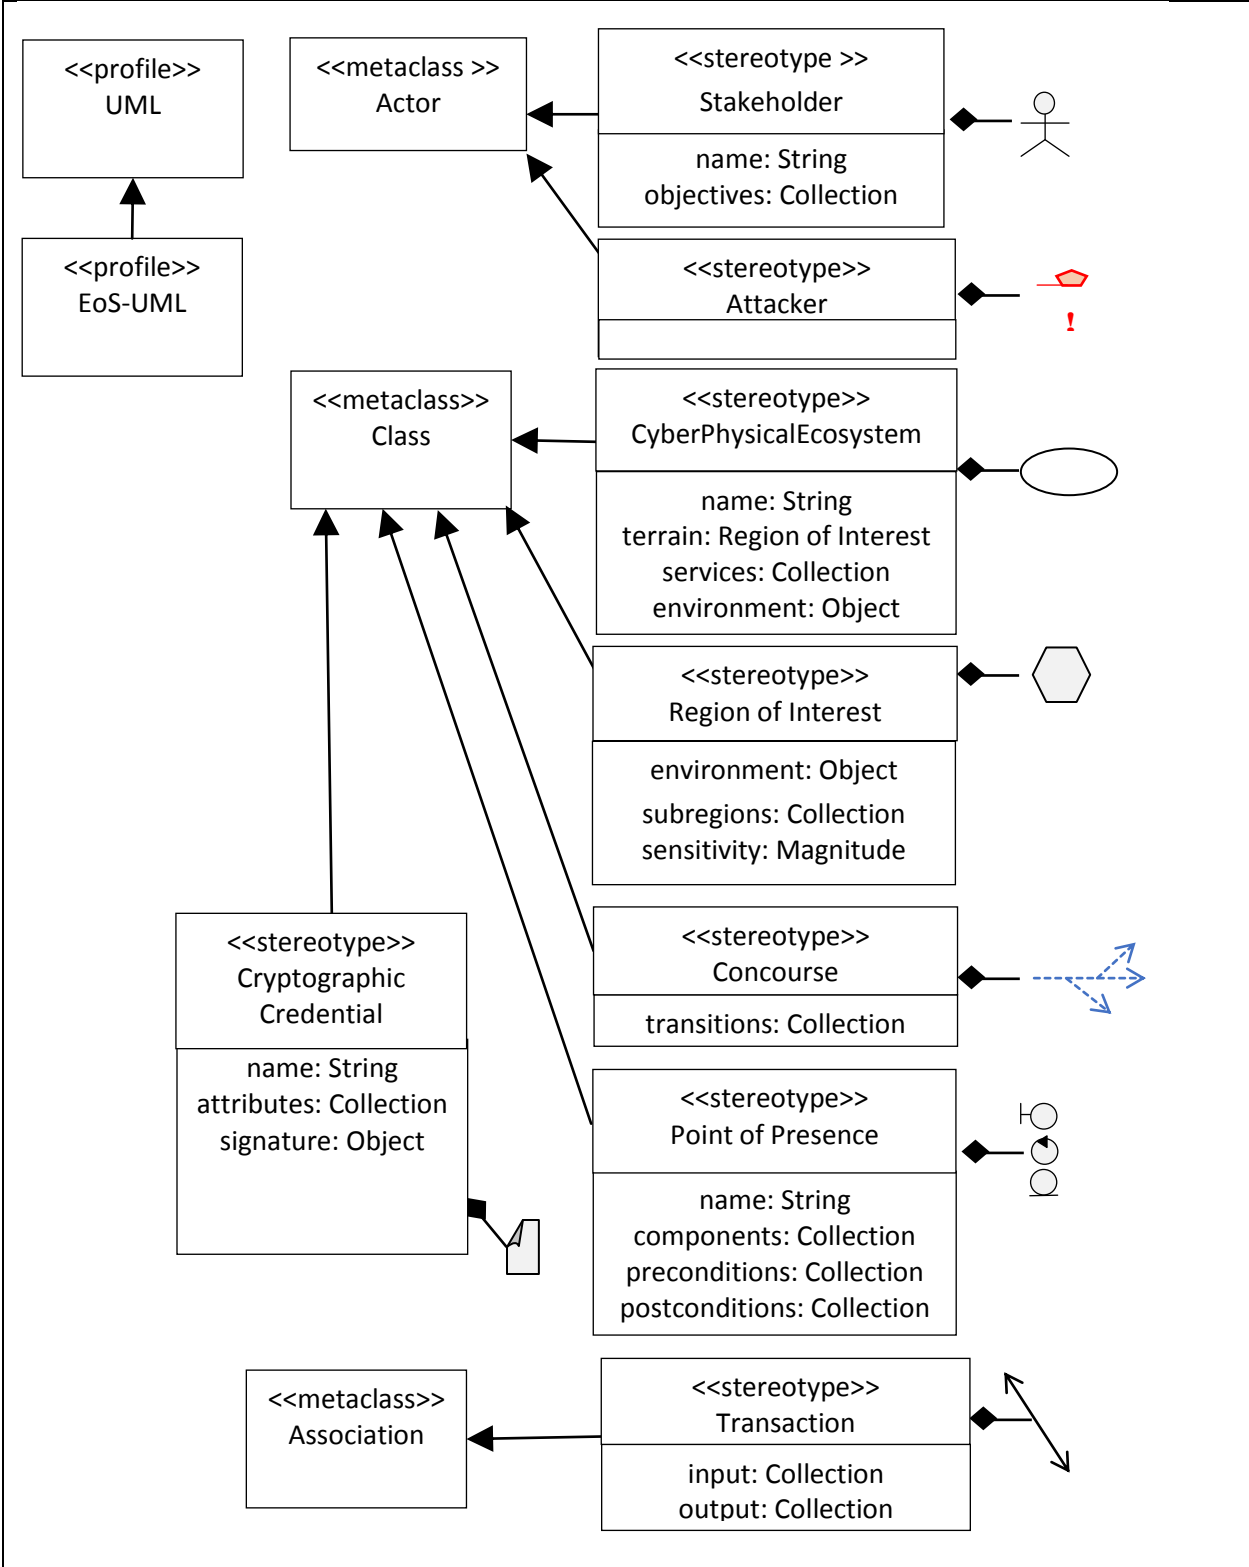 <<profile>>
UML
<<profile>>
EoS-UML
<<metaclass >>
Actor
<<stereotype >>
Stakeholder
name: String
objectives: Collection
<<stereotype>>
Attacker
!
<<metaclass>>
Class
<<stereotype>>
CyberPhysicalEcosystem
name: String
terrain: Region of Interest
services: Collection
environment: Object
<<stereotype>>
Region of Interest
environment: Object
subregions: Collection
sensitivity: Magnitude
<<stereotype>>
Concourse
transitions: Collection
<<stereotype>>
Cryptographic
Credential
name: String
attributes: Collection
signature: Object
<<stereotype>>
Point of Presence
name: String
components: Collection
preconditions: Collection
postconditions: Collection
<<metaclass>>
Association
<<stereotype>>
Transaction
input: Collection
output: Collection